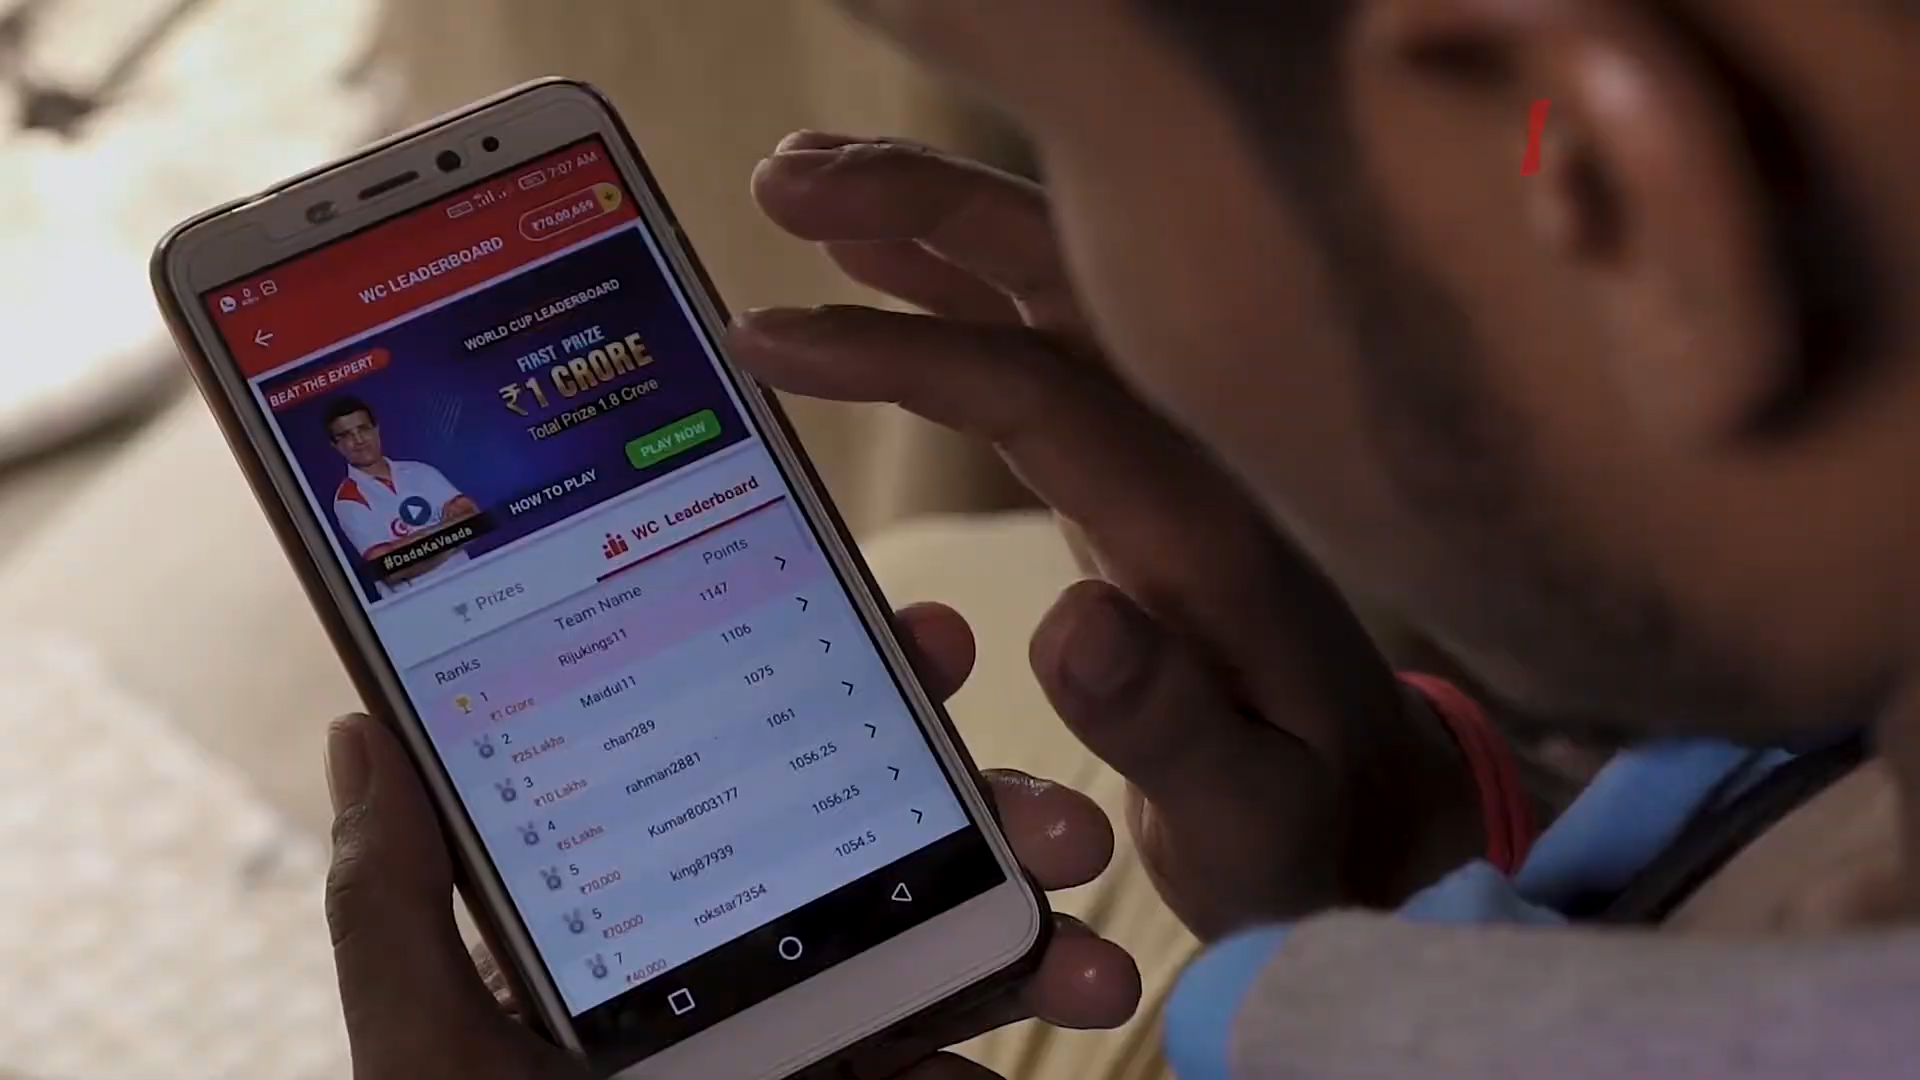 7:07 AM
WC LEADERBOARD
₹70,00,659
BEAT THE EXPERT
WORLD CUP LEADERBOARD
FIRST PRIZE
₹1 CRORE
Total Prize 1.8 Crore
PLAY NOW
HOW TO PLAY
#DadaKaVaada
Prizes
WC Leaderboard
Ranks Team Name Points
1 Rijukings11 1147
₹1 Crore
2 Maidul11 1106
₹25 Lakhs
3 chan289 1075
₹10 Lakhs
4 rahman2881 1061
₹5 Lakhs
5 Kumar8003177 1056.25
₹70,000
5 king87939 1056.25
₹70,000
7 rokstar7354 1054.5
₹40,000